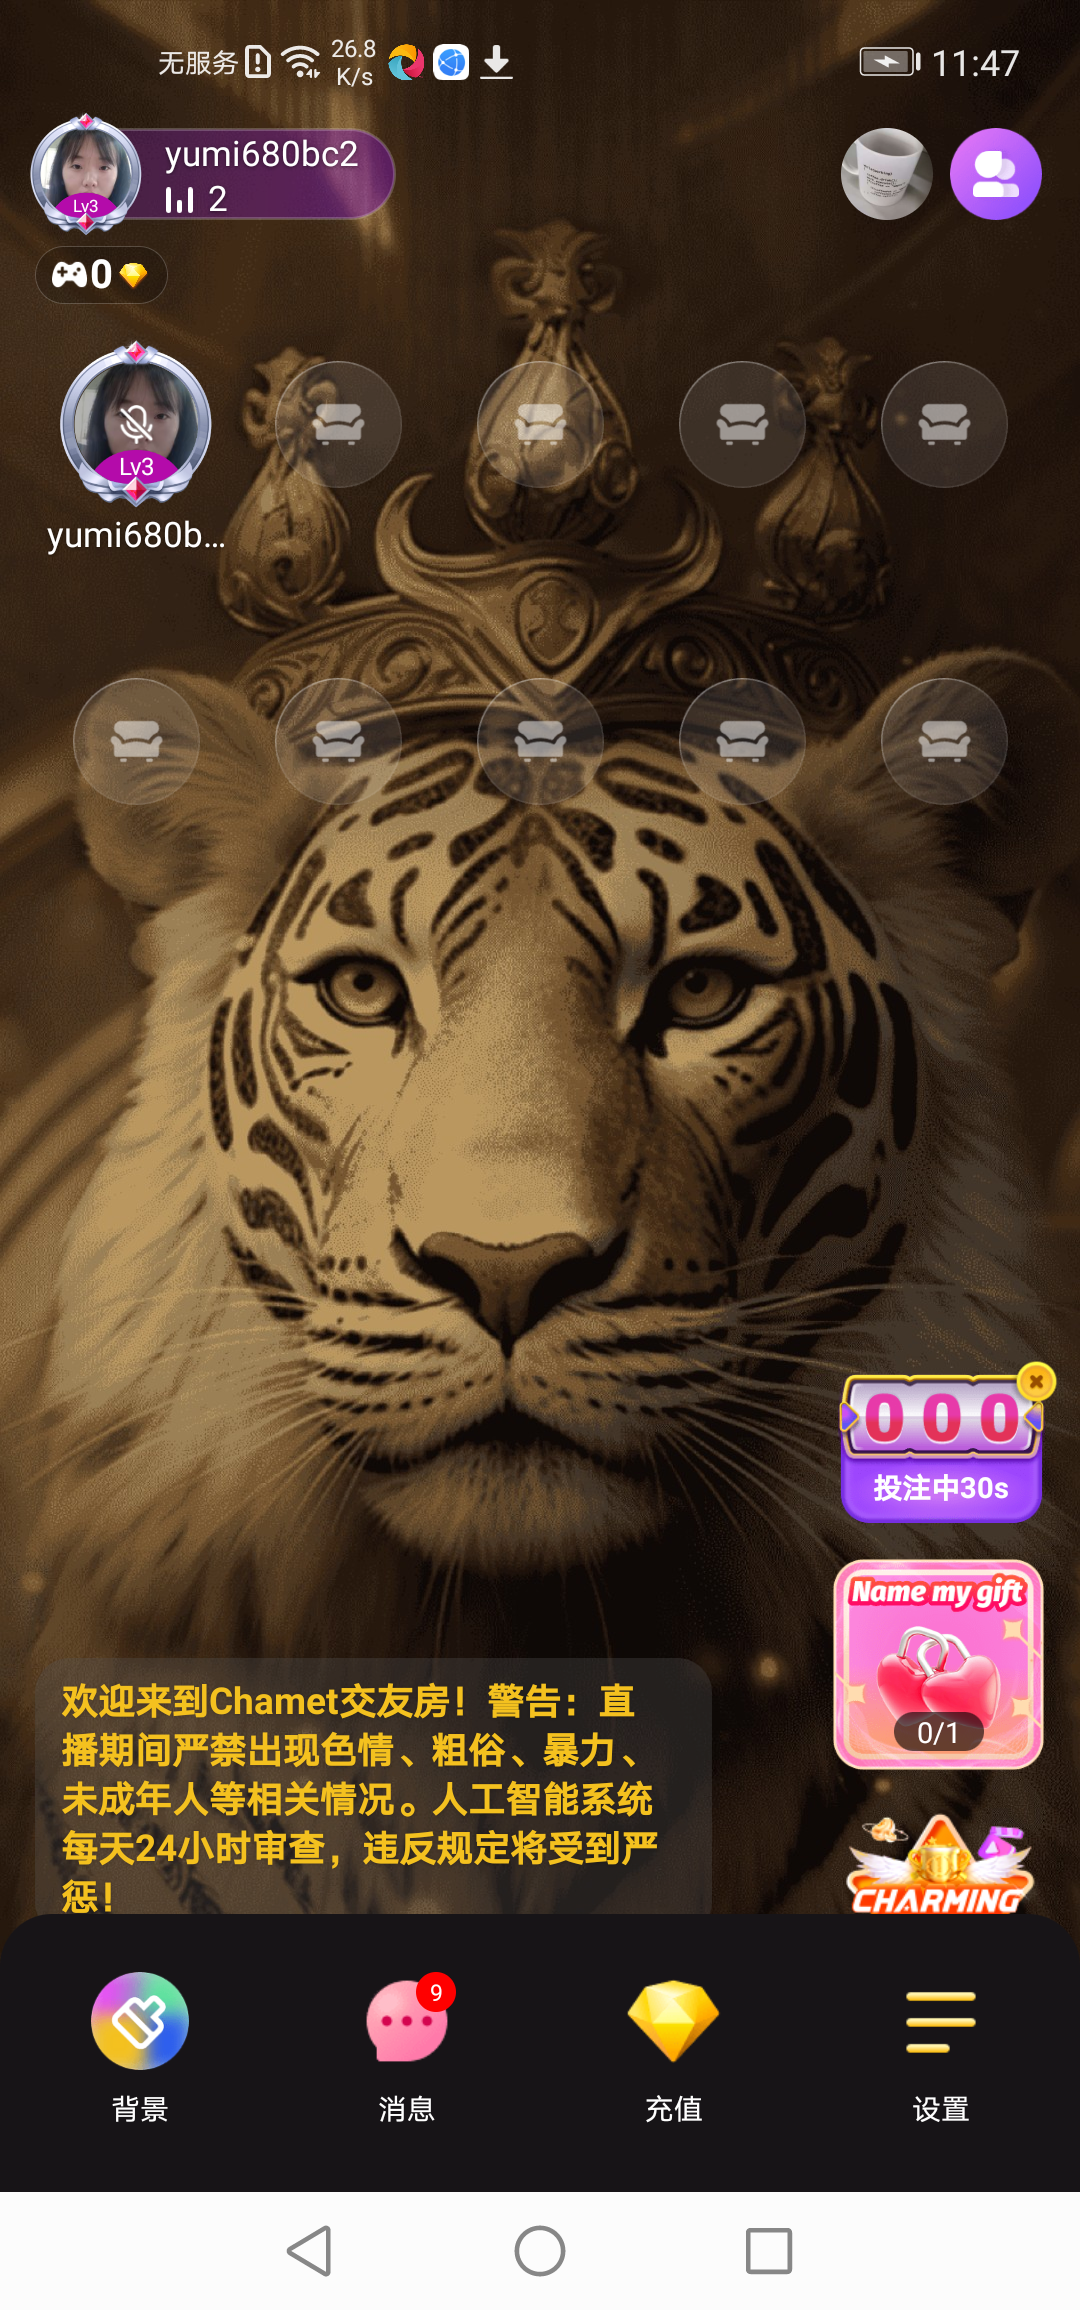 无服务
26.8
K/s
11:47
yumi680bc2
Lv3
2
0
Lv3
yumi680b...
000
投注中30s
Name my gift
0/1
欢迎来到Chamet交友房！警告：直
播期间严禁出现色情、粗俗、暴力、
未成年人等相关情况。人工智能系统
每天24小时审查，违反规定将受到严
惩！
CHARMING
9
背景
消息
充值
设置